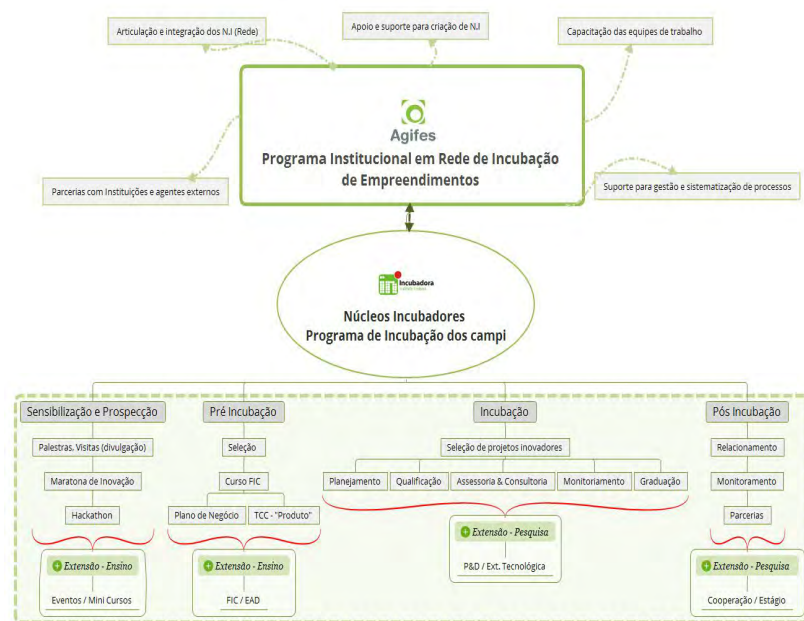 Articulação e integração dos N.I (Rede)
Apoio e suporte para criação de N.I
Capacitação das equipes de trabalho
Agifes
Programa Institucional em Rede de Incubação
de Empreendimentos
Parcerias com Instituições e agentes externos
Suporte para gestão e sistematização de processos
Incubadora
Núcleos Incubadores
Programa de Incubação dos campi
Sensibilização e Prospecção
Palestras, Visitas (divulgação)
Maratona de Inovação
Hackathon
Extensão - Ensino
Eventos / Mini Cursos
Pré Incubação
Seleção
Curso FIC
Plano de Negócio
TCC - "Produto"
Extensão - Ensino
FIC / EAD
Incubação
Seleção de projetos inovadores
Planejamento
Qualificação
Assessoria & Consultoria
Monitoriamento
Graduação
Extensão - Pesquisa
P&D / Ext. Tecnológica
Pós Incubação
Relacionamento
Monitoramento
Parcerias
Extensão - Pesquisa
Cooperação / Estágio